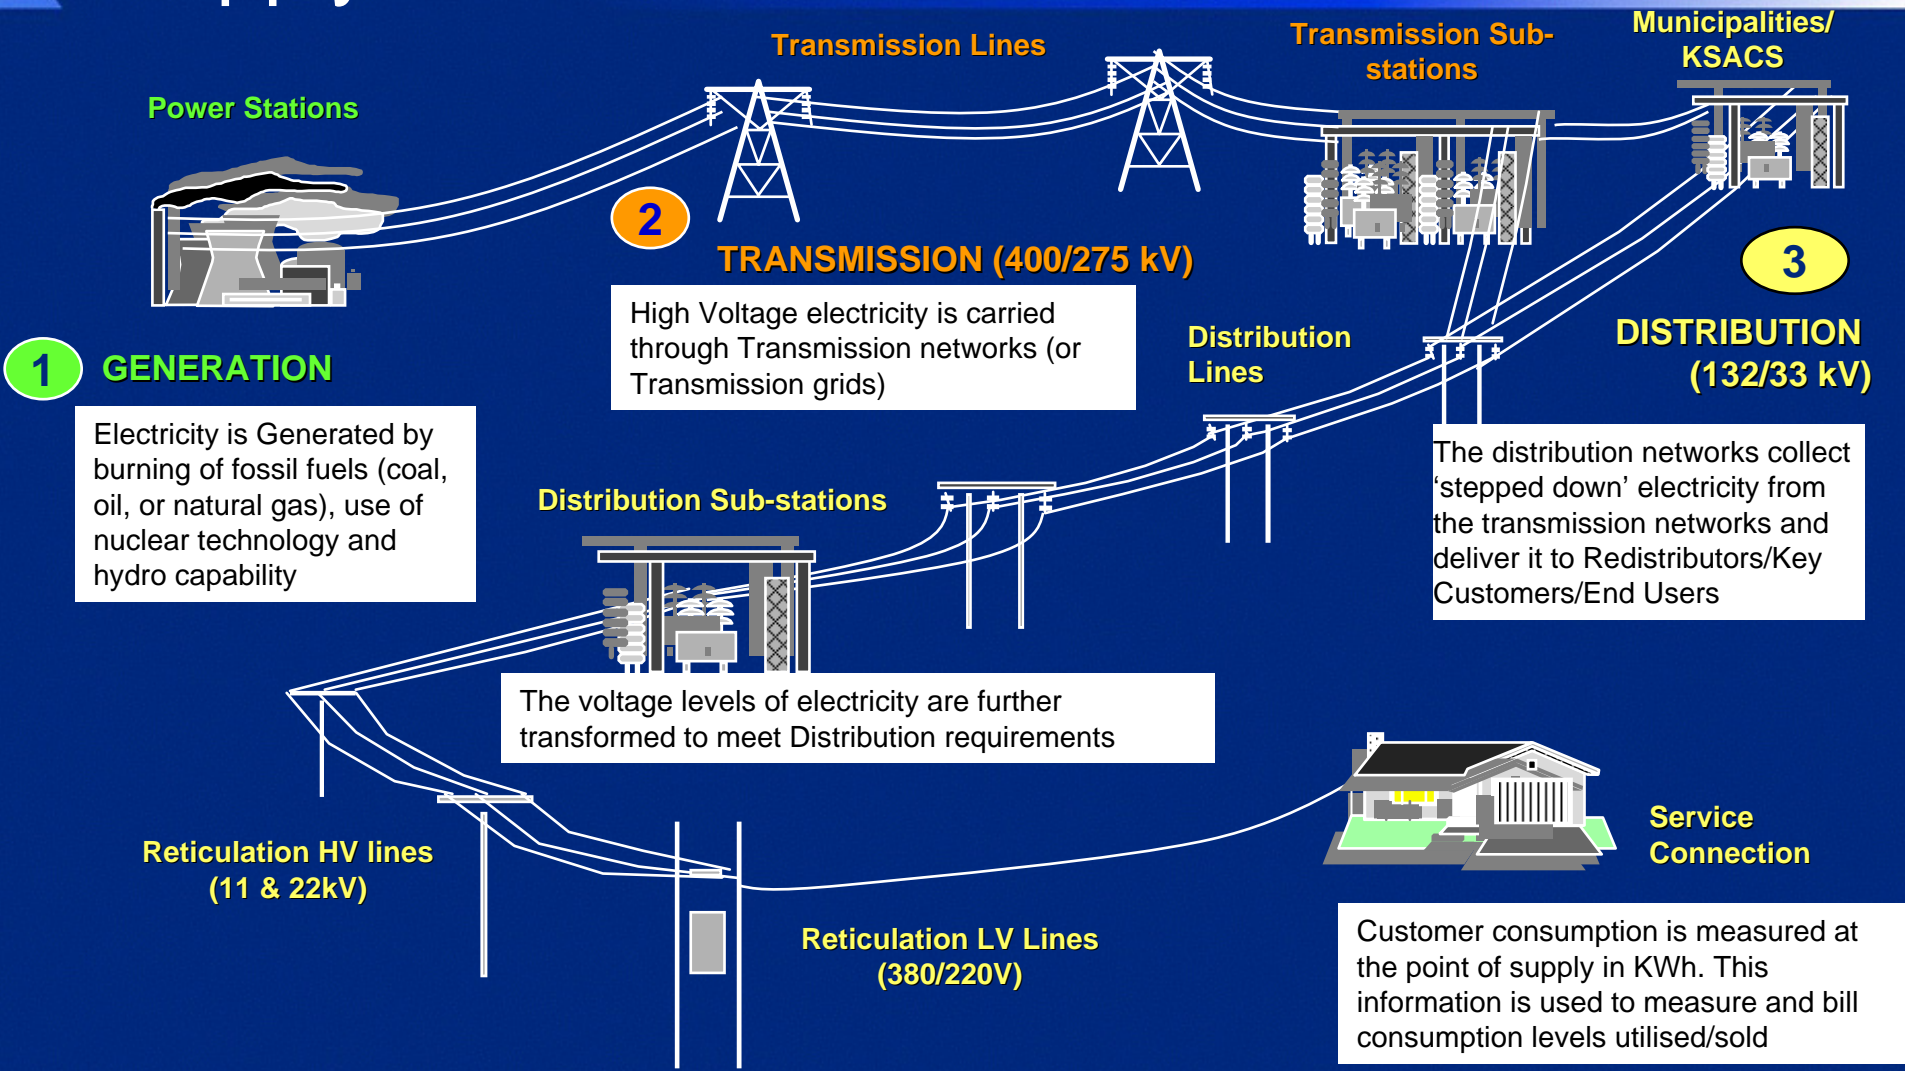 Transmission Lines
Transmission Sub-
stations
Municipalities/
KSACS
Power Stations
2
TRANSMISSION (400/275 kV)
High Voltage electricity is carried
through Transmission networks (or
Transmission grids)
3
DISTRIBUTION
(132/33 kV)
Distribution
Lines
1
GENERATION
Electricity is Generated by
burning of fossil fuels (coal,
oil, or natural gas), use of
nuclear technology and
hydro capability
The distribution networks collect
‘stepped down’ electricity from
the transmission networks and
deliver it to Redistributors/Key
Customers/End Users
Distribution Sub-stations
The voltage levels of electricity are further
transformed to meet Distribution requirements
Reticulation HV lines
(11 & 22kV)
Reticulation LV Lines
(380/220V)
Service
Connection
Customer consumption is measured at
the point of supply in KWh. This
information is used to measure and bill
consumption levels utilised/sold